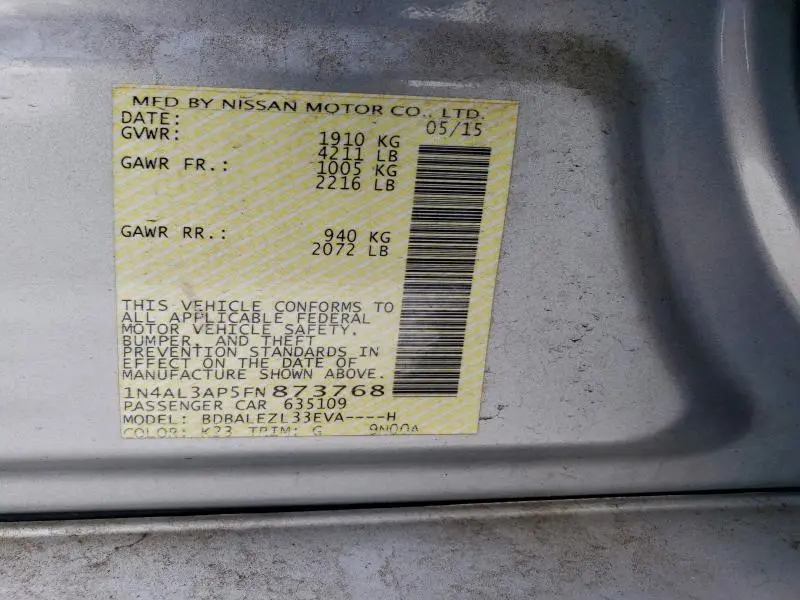 MFD BY NISSAN MOTOR CO., LTD.
DATE: 05/15
GVWR: 1910 KG
4211 LB
GAWR FR.: 1005 KG
2216 LB
GAWR RR.: 940 KG
2072 LB
THIS VEHICLE CONFORMS TO
ALL APPLICABLE FEDERAL
MOTOR VEHICLE SAFETY,
BUMPER, AND THEFT
PREVENTION STANDARDS IN
EFFECT ON THE DATE OF
MANUFACTURE SHOWN ABOVE.
1N4AL3AP5FN873768
PASSENGER CAR 635109
MODEL: BDBALEZL33EVA----H
COLOR: K23 TRIM: G 9N00A